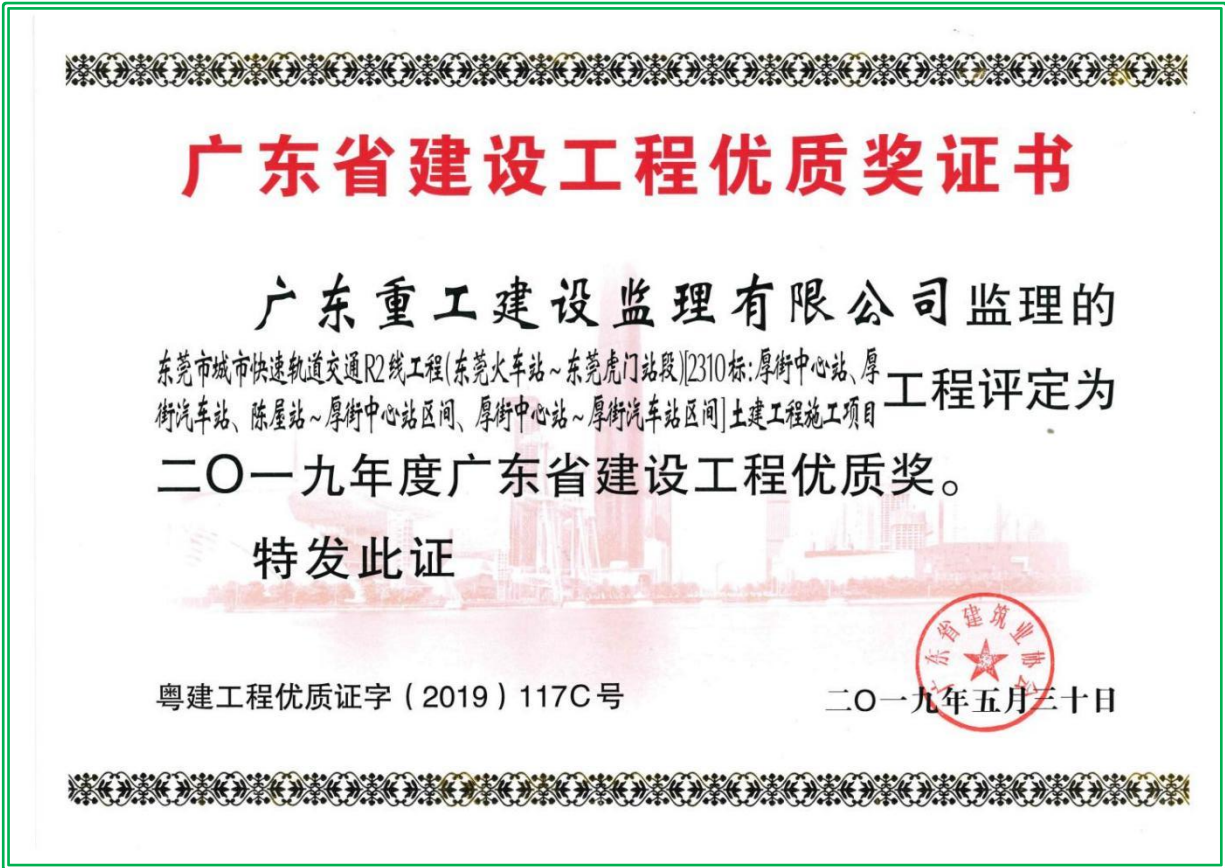 广东省建设工程优质奖证书
广东重工建设监理有限公司监理的
东莞市城市快速轨道交通R2线工程(东莞火车站~东莞虎门站段)[2310标:厚街中心站、厚
街汽车站、陈屋站~厚街中心站区间、厚街中心站~厚街汽车站区间]土建工程施工项目
工程评定为
二〇一九年度广东省建设工程优质奖。
特发此证
广东省建筑业协会
粤建工程优质证字（2019）117C号
二〇一九年五月三十日